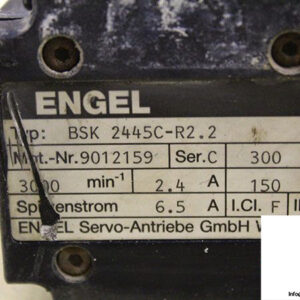 ENGEL
Typ: BSK 2445C-R2.2
Mot.-Nr.9012159 Ser.C 300
3000 min⁻¹ 2.4 A 150
Spitzenstrom 6.5 A I.Cl. F
ENGEL Servo-Antriebe GmbH